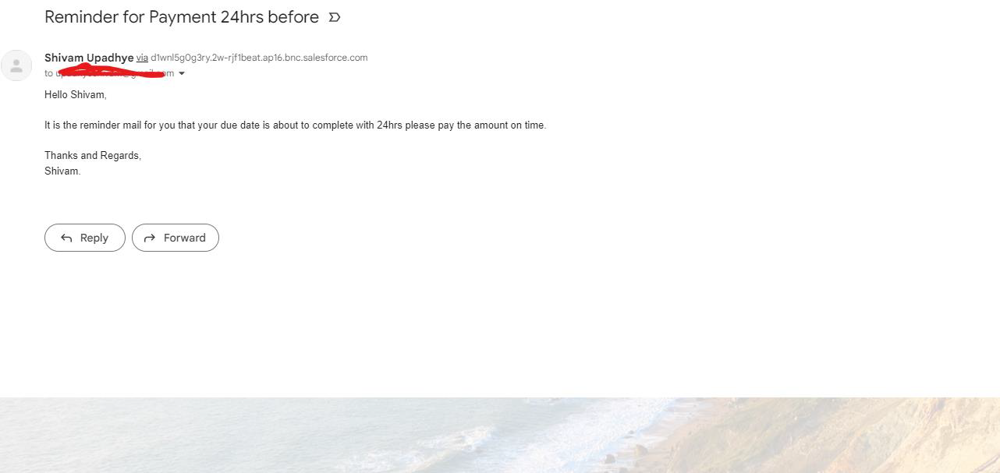 Reminder for Payment 24hrs before
Shivam Upadhye via d1wnl5g0g3ry.2w-rjf1beat.ap16.bnc.salesforce.com
to
Hello Shivam,
It is the reminder mail for you that your due date is about to complete with 24hrs please pay the amount on time.
Thanks and Regards,
Shivam.
Reply
Forward